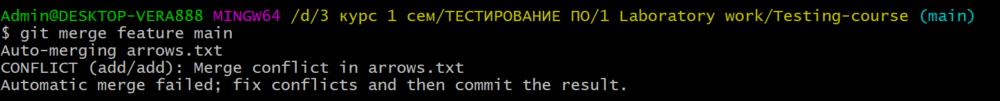 Admin@DESKTOP-VERA888 MINGW64 /d/3 курс 1 сем/ТЕСТИРОВАНИЕ ПО/1 Laboratory work/Testing-course (main)
$ git merge feature main
Auto-merging arrows.txt
CONFLICT (add/add): Merge conflict in arrows.txt
Automatic merge failed; fix conflicts and then commit the result.